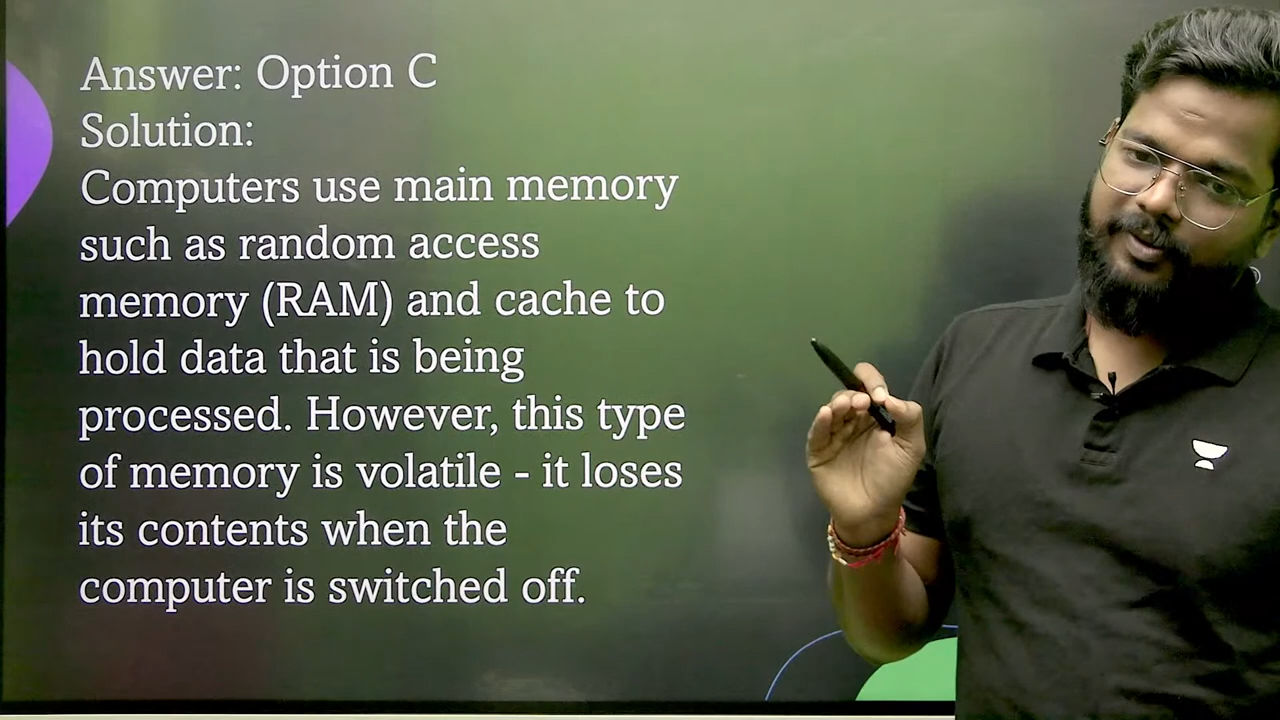 Answer: Option C
Solution:
Computers use main memory
such as random access
memory (RAM) and cache to
hold data that is being
processed. However, this type
of memory is volatile - it loses
its contents when the
computer is switched off.